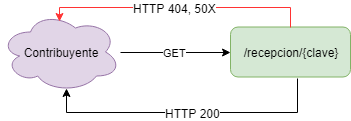 HTTP 404, 50X
Contribuyente
GET
/recepcion/{clave}
HTTP 200